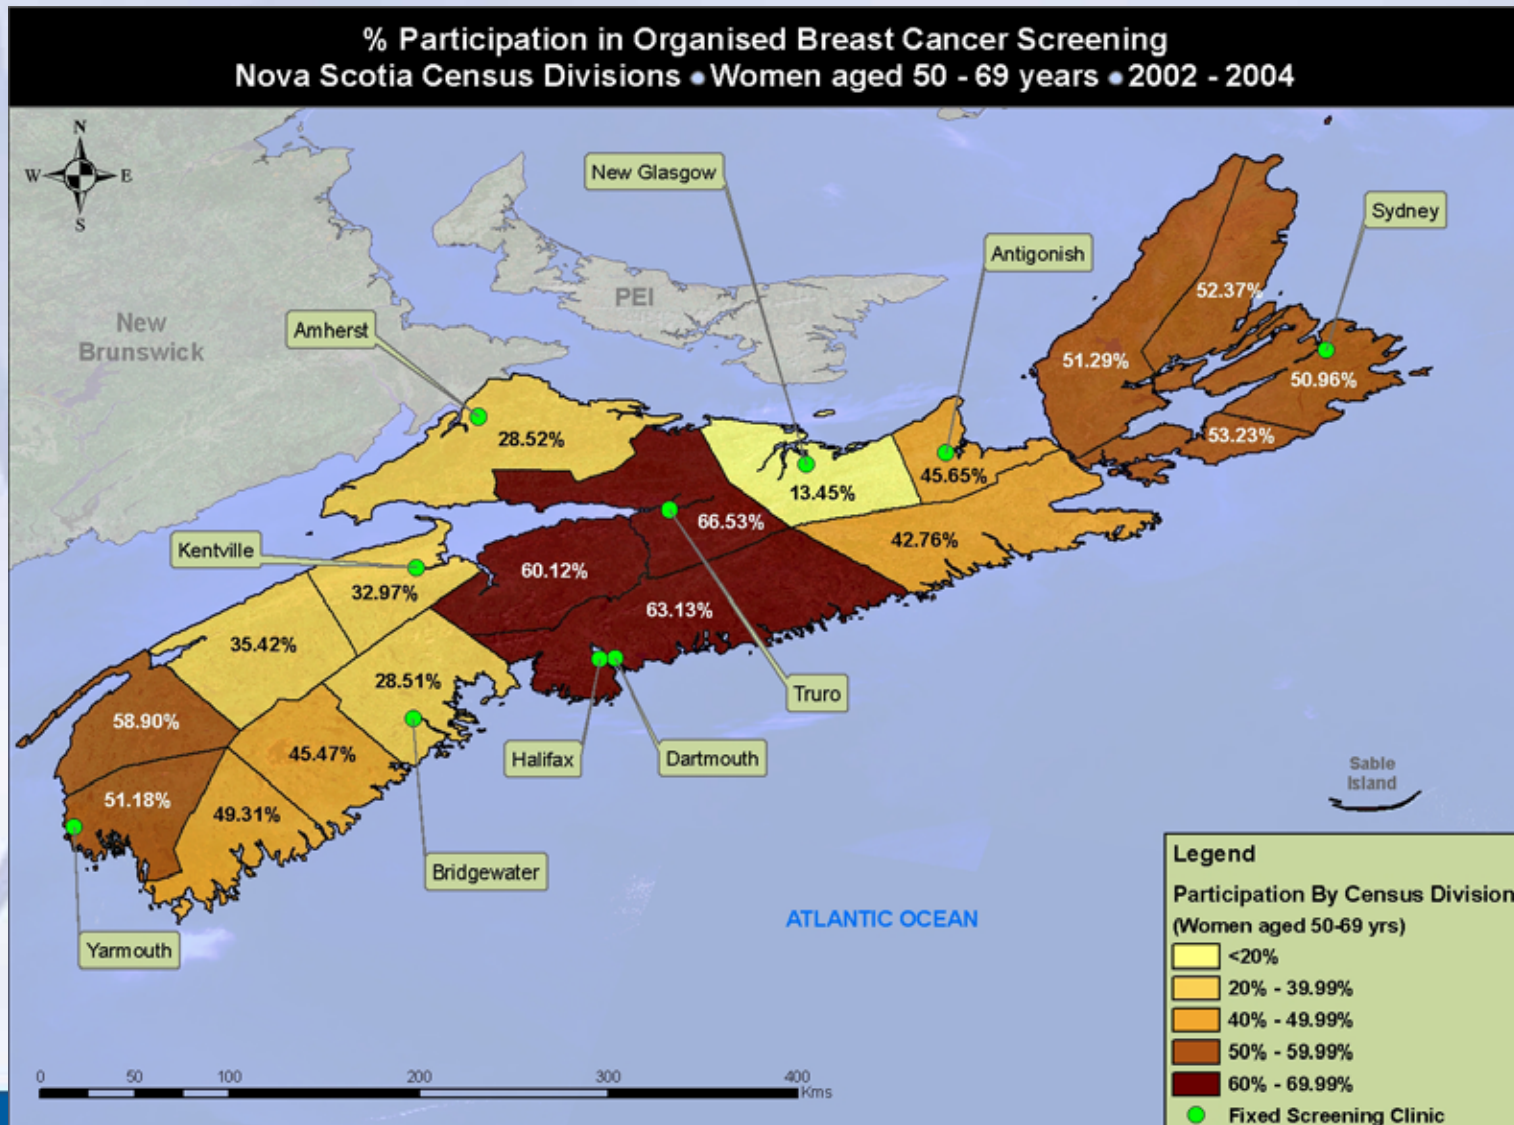 % Participation in Organised Breast Cancer Screening
Nova Scotia Census Divisions • Women aged 50 - 69 years • 2002 - 2004
N
W E
S
New Glasgow
Sydney
Antigonish
PEI
New
Brunswick
Amherst
52.37%
51.29%
50.96%
28.52%
53.23%
45.65%
13.45%
66.53%
42.76%
Kentville
60.12%
32.97%
63.13%
35.42%
28.51%
Truro
58.90%
45.47%
Halifax
Dartmouth
51.18%
49.31%
Sable
Island
Bridgewater
Yarmouth
ATLANTIC OCEAN
Legend
Participation By Census Division
(Women aged 50-69 yrs)
<20%
20% - 39.99%
40% - 49.99%
50% - 59.99%
60% - 69.99%
Fixed Screening Clinic
0 50 100 200 300 400
Kms